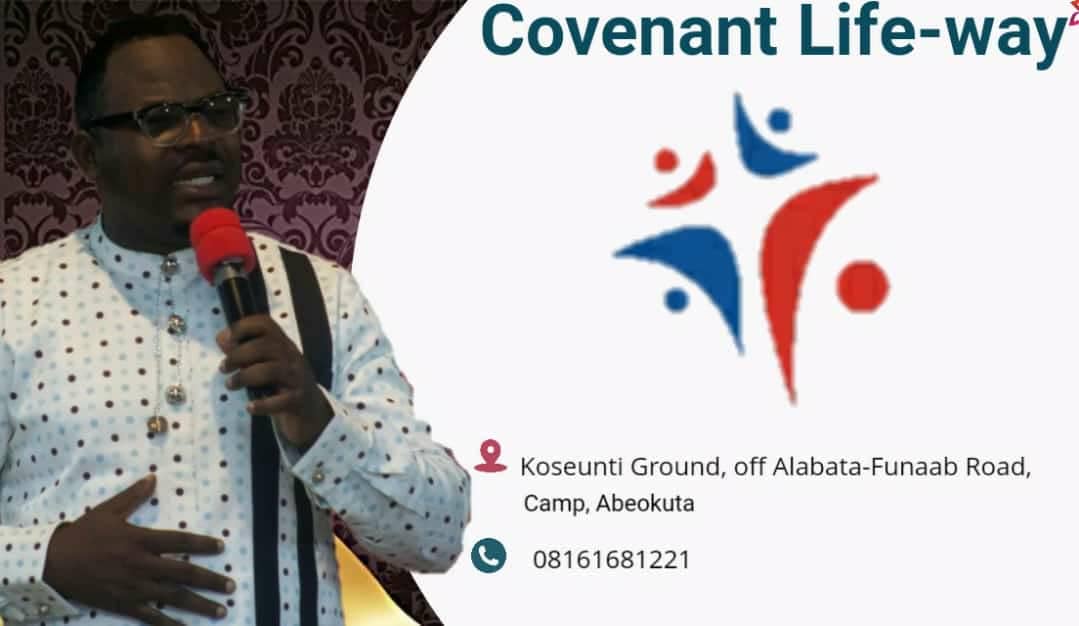 Covenant Life-way
Koseunti Ground, off Alabata-Funaab Road,
Camp, Abeokuta
08161681221